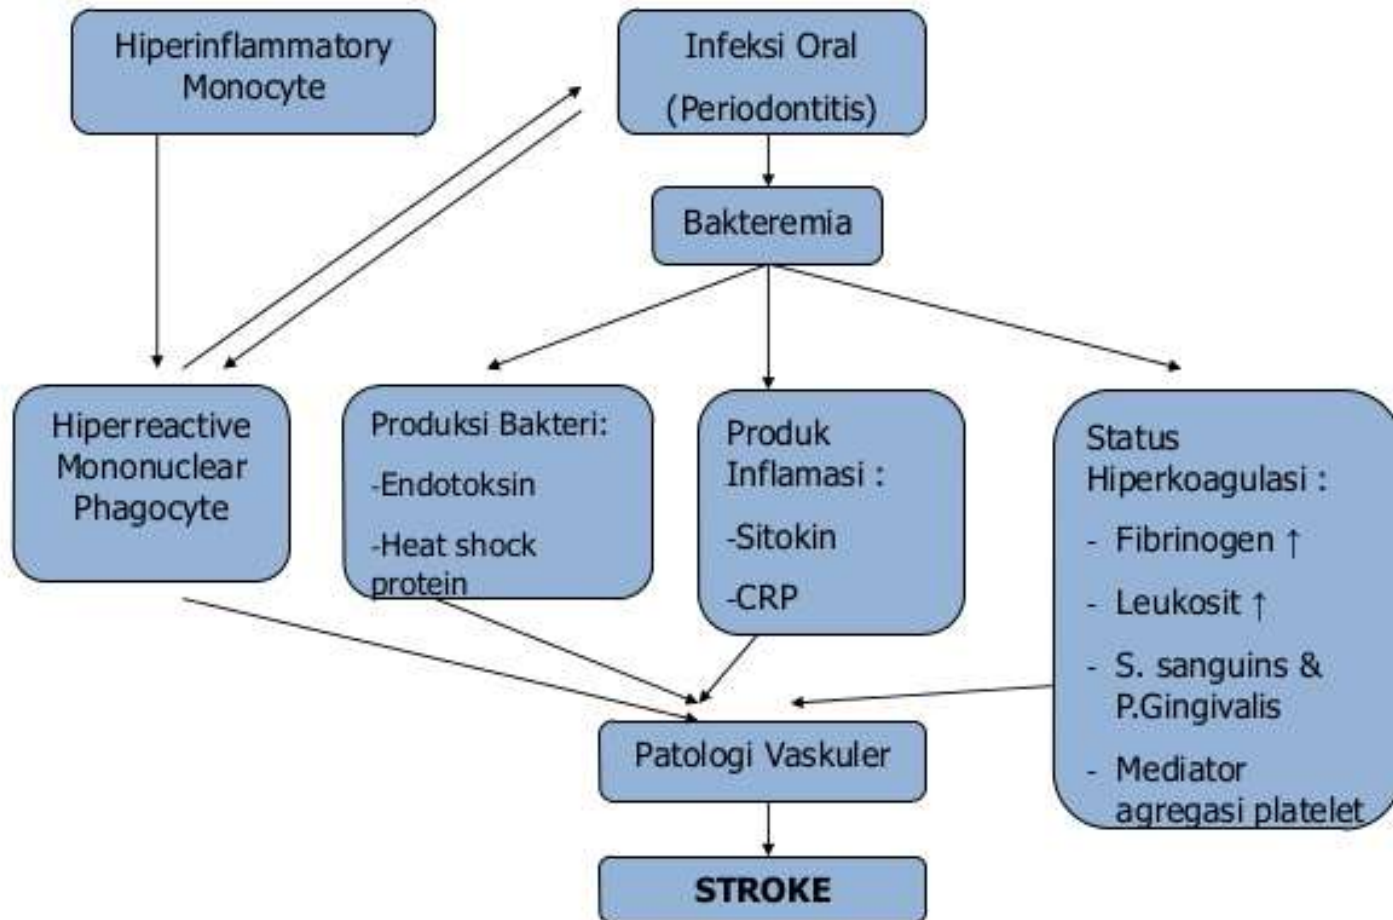 Hiperinflammatory
Monocyte
Infeksi Oral
(Periodontitis)
Bakteremia
Hiperreactive
Mononuclear
Phagocyte
Produksi Bakteri:
-Endotoksin
-Heat shock
protein
Produk
Inflamasi :
-Sitokin
-CRP
Status
Hiperkoagulasi :
- Fibrinogen ↑
- Leukosit ↑
- S. sanguins &
P.Gingivalis
- Mediator
agregasi platelet
Patologi Vaskuler
STROKE